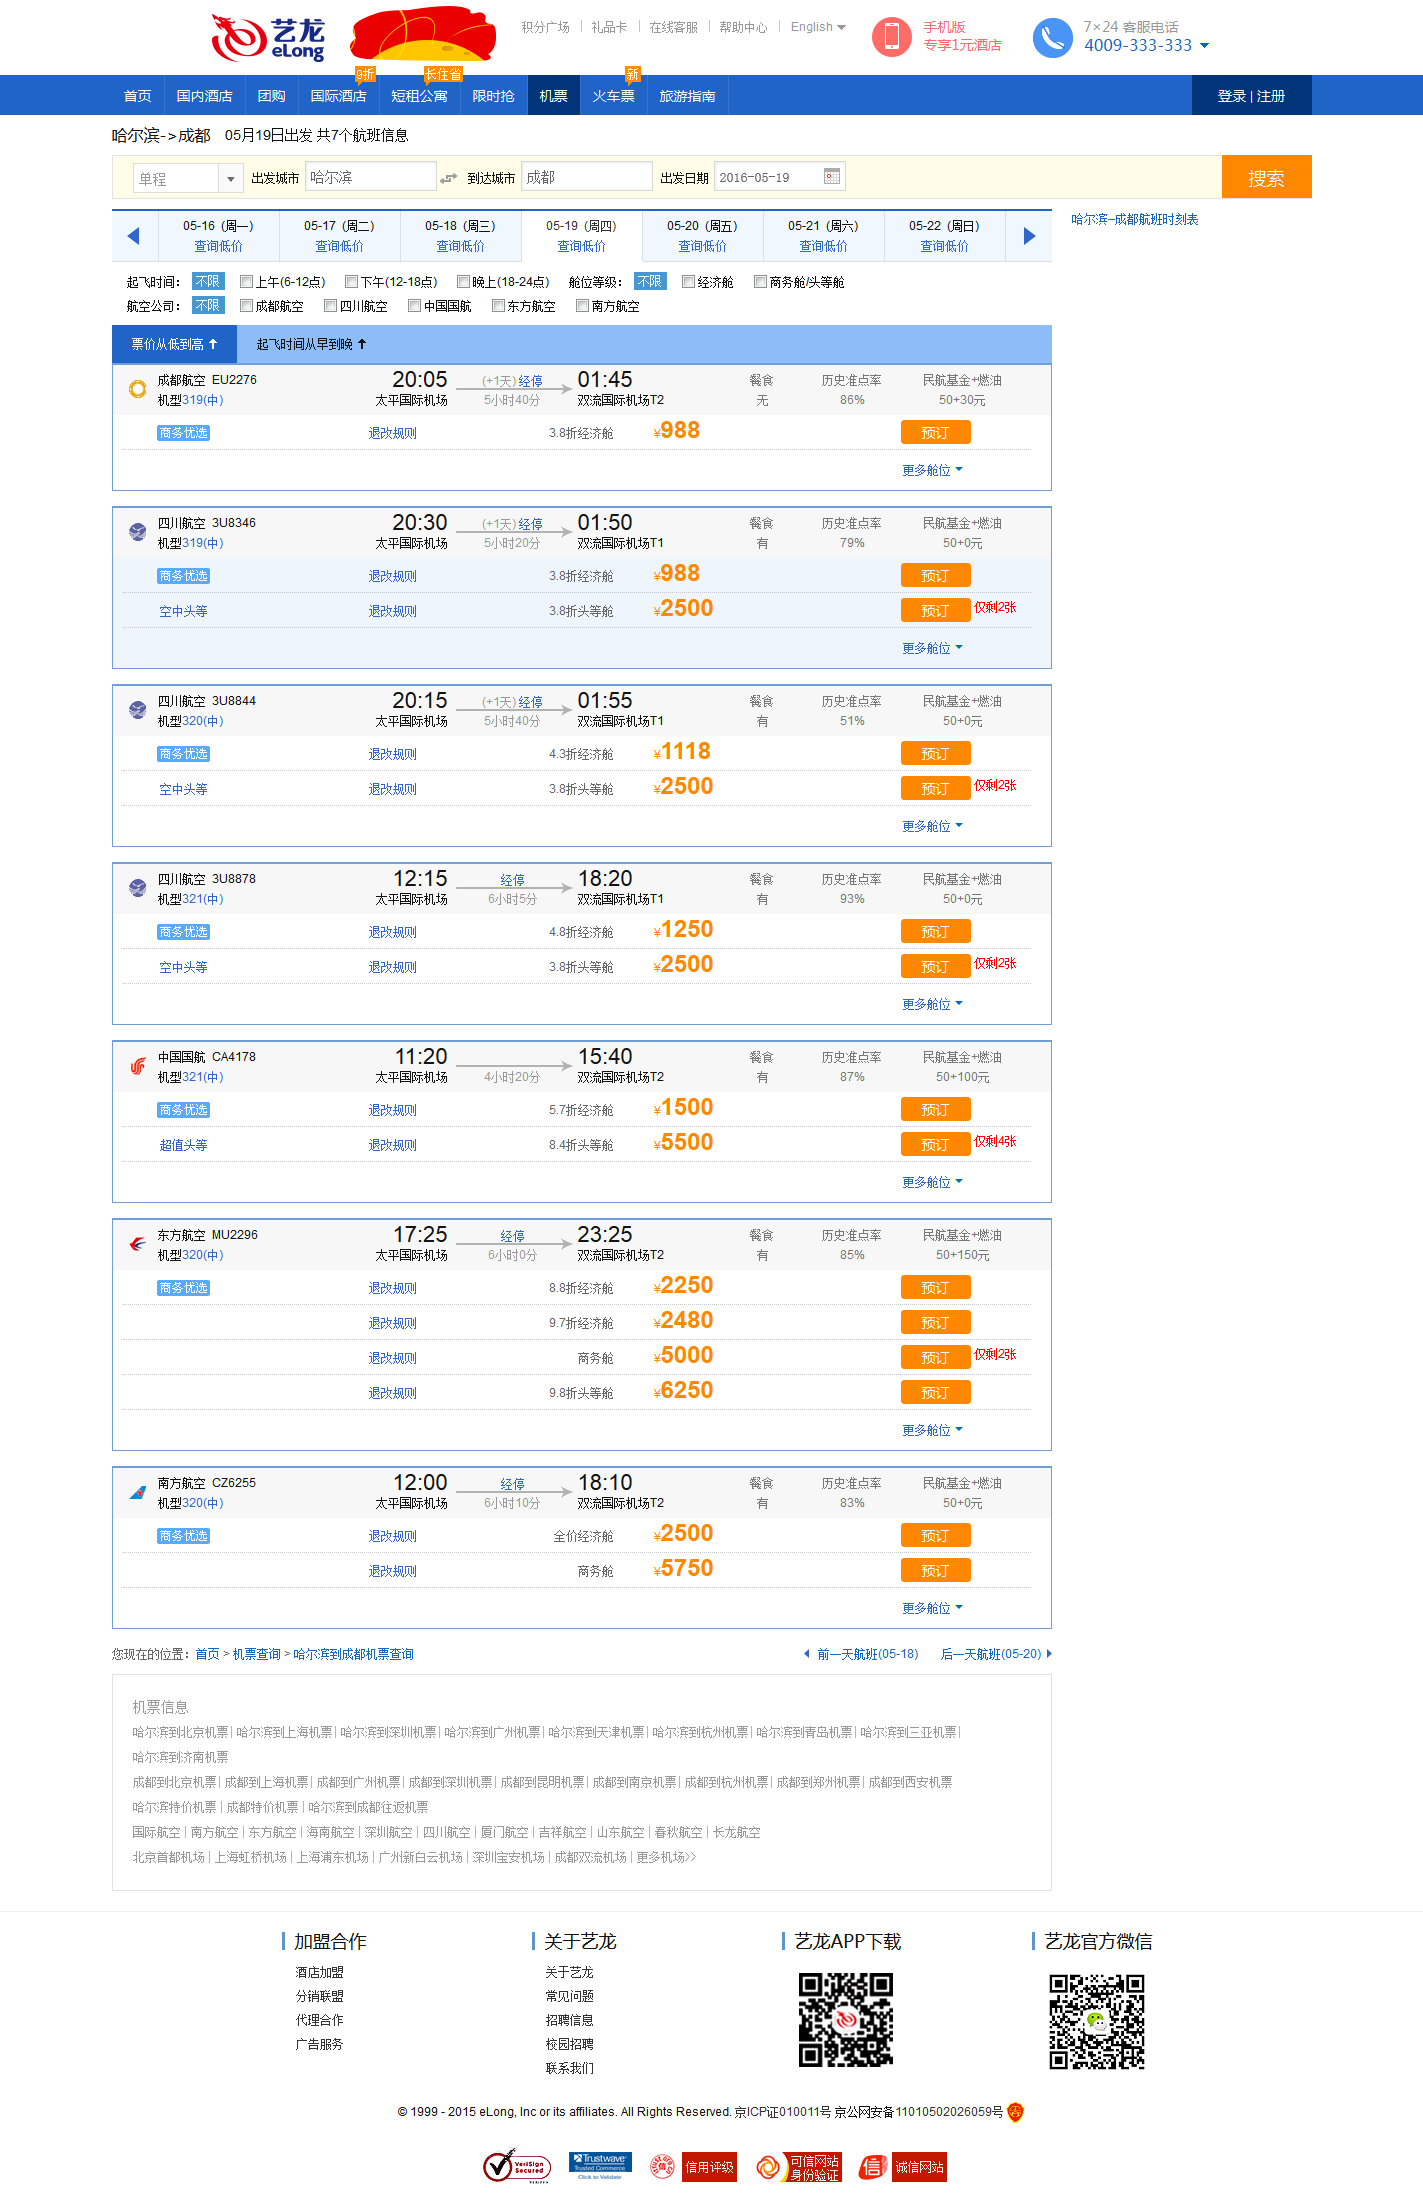 艺龙
eLong
积分广场 礼品卡 在线客服 帮助中心 English
手机版
专享1元酒店
7×24 客服电话
4009-333-333
9折 长住省 新
首页 国内酒店 团购 国际酒店 短租公寓 限时抢 机票 火车票 旅游指南 登录 | 注册
哈尔滨->成都 05月19日出发 共7个航班信息
单程 出发城市 哈尔滨 到达城市 成都 出发日期 2016-05-19 搜索
05-16 (周一) 05-17 (周二) 05-18 (周三) 05-19 (周四) 05-20 (周五) 05-21 (周六) 05-22 (周日)
查询低价 查询低价 查询低价 查询低价 查询低价 查询低价 查询低价
哈尔滨-成都航班时刻表
起飞时间： 不限 上午(6-12点) 下午(12-18点) 晚上(18-24点) 舱位等级： 不限 经济舱 商务舱/头等舱
航空公司： 不限 成都航空 四川航空 中国国航 东方航空 南方航空
票价从低到高 起飞时间从早到晚
成都航空 EU2276 20:05 (+1天) 经停 01:45 餐食 历史准点率 民航基金+燃油
机型319(中) 太平国际机场 5小时40分 双流国际机场T2 无 86% 50+30元
商务优选 退改规则 3.8折经济舱 ¥988 预订
更多舱位
四川航空 3U8346 20:30 (+1天) 经停 01:50 餐食 历史准点率 民航基金+燃油
机型319(中) 太平国际机场 5小时20分 双流国际机场T1 有 79% 50+0元
商务优选 退改规则 3.8折经济舱 ¥988 预订
空中头等 退改规则 3.8折头等舱 ¥2500 预订 仅剩2张
更多舱位
四川航空 3U8844 20:15 (+1天) 经停 01:55 餐食 历史准点率 民航基金+燃油
机型320(中) 太平国际机场 5小时40分 双流国际机场T1 有 51% 50+0元
商务优选 退改规则 4.3折经济舱 ¥1118 预订
空中头等 退改规则 3.8折头等舱 ¥2500 预订 仅剩2张
更多舱位
四川航空 3U8878 12:15 经停 18:20 餐食 历史准点率 民航基金+燃油
机型321(中) 太平国际机场 6小时5分 双流国际机场T1 有 93% 50+0元
商务优选 退改规则 4.8折经济舱 ¥1250 预订
空中头等 退改规则 3.8折头等舱 ¥2500 预订 仅剩2张
更多舱位
中国国航 CA4178 11:20 15:40 餐食 历史准点率 民航基金+燃油
机型321(中) 太平国际机场 4小时20分 双流国际机场T2 有 87% 50+100元
商务优选 退改规则 5.7折经济舱 ¥1500 预订
超值头等 退改规则 8.4折头等舱 ¥5500 预订 仅剩4张
更多舱位
东方航空 MU2296 17:25 经停 23:25 餐食 历史准点率 民航基金+燃油
机型320(中) 太平国际机场 6小时0分 双流国际机场T2 有 85% 50+150元
商务优选 退改规则 8.8折经济舱 ¥2250 预订
退改规则 9.7折经济舱 ¥2480 预订
退改规则 商务舱 ¥5000 预订 仅剩2张
退改规则 9.8折头等舱 ¥6250 预订
更多舱位
南方航空 CZ6255 12:00 经停 18:10 餐食 历史准点率 民航基金+燃油
机型320(中) 太平国际机场 6小时10分 双流国际机场T2 有 83% 50+0元
商务优选 退改规则 全价经济舱 ¥2500 预订
退改规则 商务舱 ¥5750 预订
更多舱位
您现在的位置：首页 > 机票查询 > 哈尔滨到成都机票查询 前一天航班(05-18) 后一天航班(05-20)
机票信息
哈尔滨到北京机票 | 哈尔滨到上海机票 | 哈尔滨到深圳机票 | 哈尔滨到广州机票 | 哈尔滨到天津机票 | 哈尔滨到杭州机票 | 哈尔滨到青岛机票 | 哈尔滨到三亚机票 |
哈尔滨到济南机票
成都到北京机票 | 成都到上海机票 | 成都到广州机票 | 成都到深圳机票 | 成都到昆明机票 | 成都到南京机票 | 成都到杭州机票 | 成都到郑州机票 | 成都到西安机票
哈尔滨特价机票 | 成都特价机票 | 哈尔滨到成都往返机票
国际航空 | 南方航空 | 东方航空 | 海南航空 | 深圳航空 | 四川航空 | 厦门航空 | 吉祥航空 | 山东航空 | 春秋航空 | 长龙航空
北京首都机场 | 上海虹桥机场 | 上海浦东机场 | 广州新白云机场 | 深圳宝安机场 | 成都双流机场 | 更多机场>>
加盟合作 关于艺龙 艺龙APP下载 艺龙官方微信
酒店加盟 关于艺龙
分销联盟 常见问题
代理合作 招聘信息
广告服务 校园招聘
联系我们
© 1999 - 2015 eLong, Inc or its affiliates. All Rights Reserved. 京ICP证010011号 京公网安备11010502026059号
VeriSign Secured Trustwave Trusted Commerce Click to Validate 信用评级 可信网站 身份验证 信 诚信网站